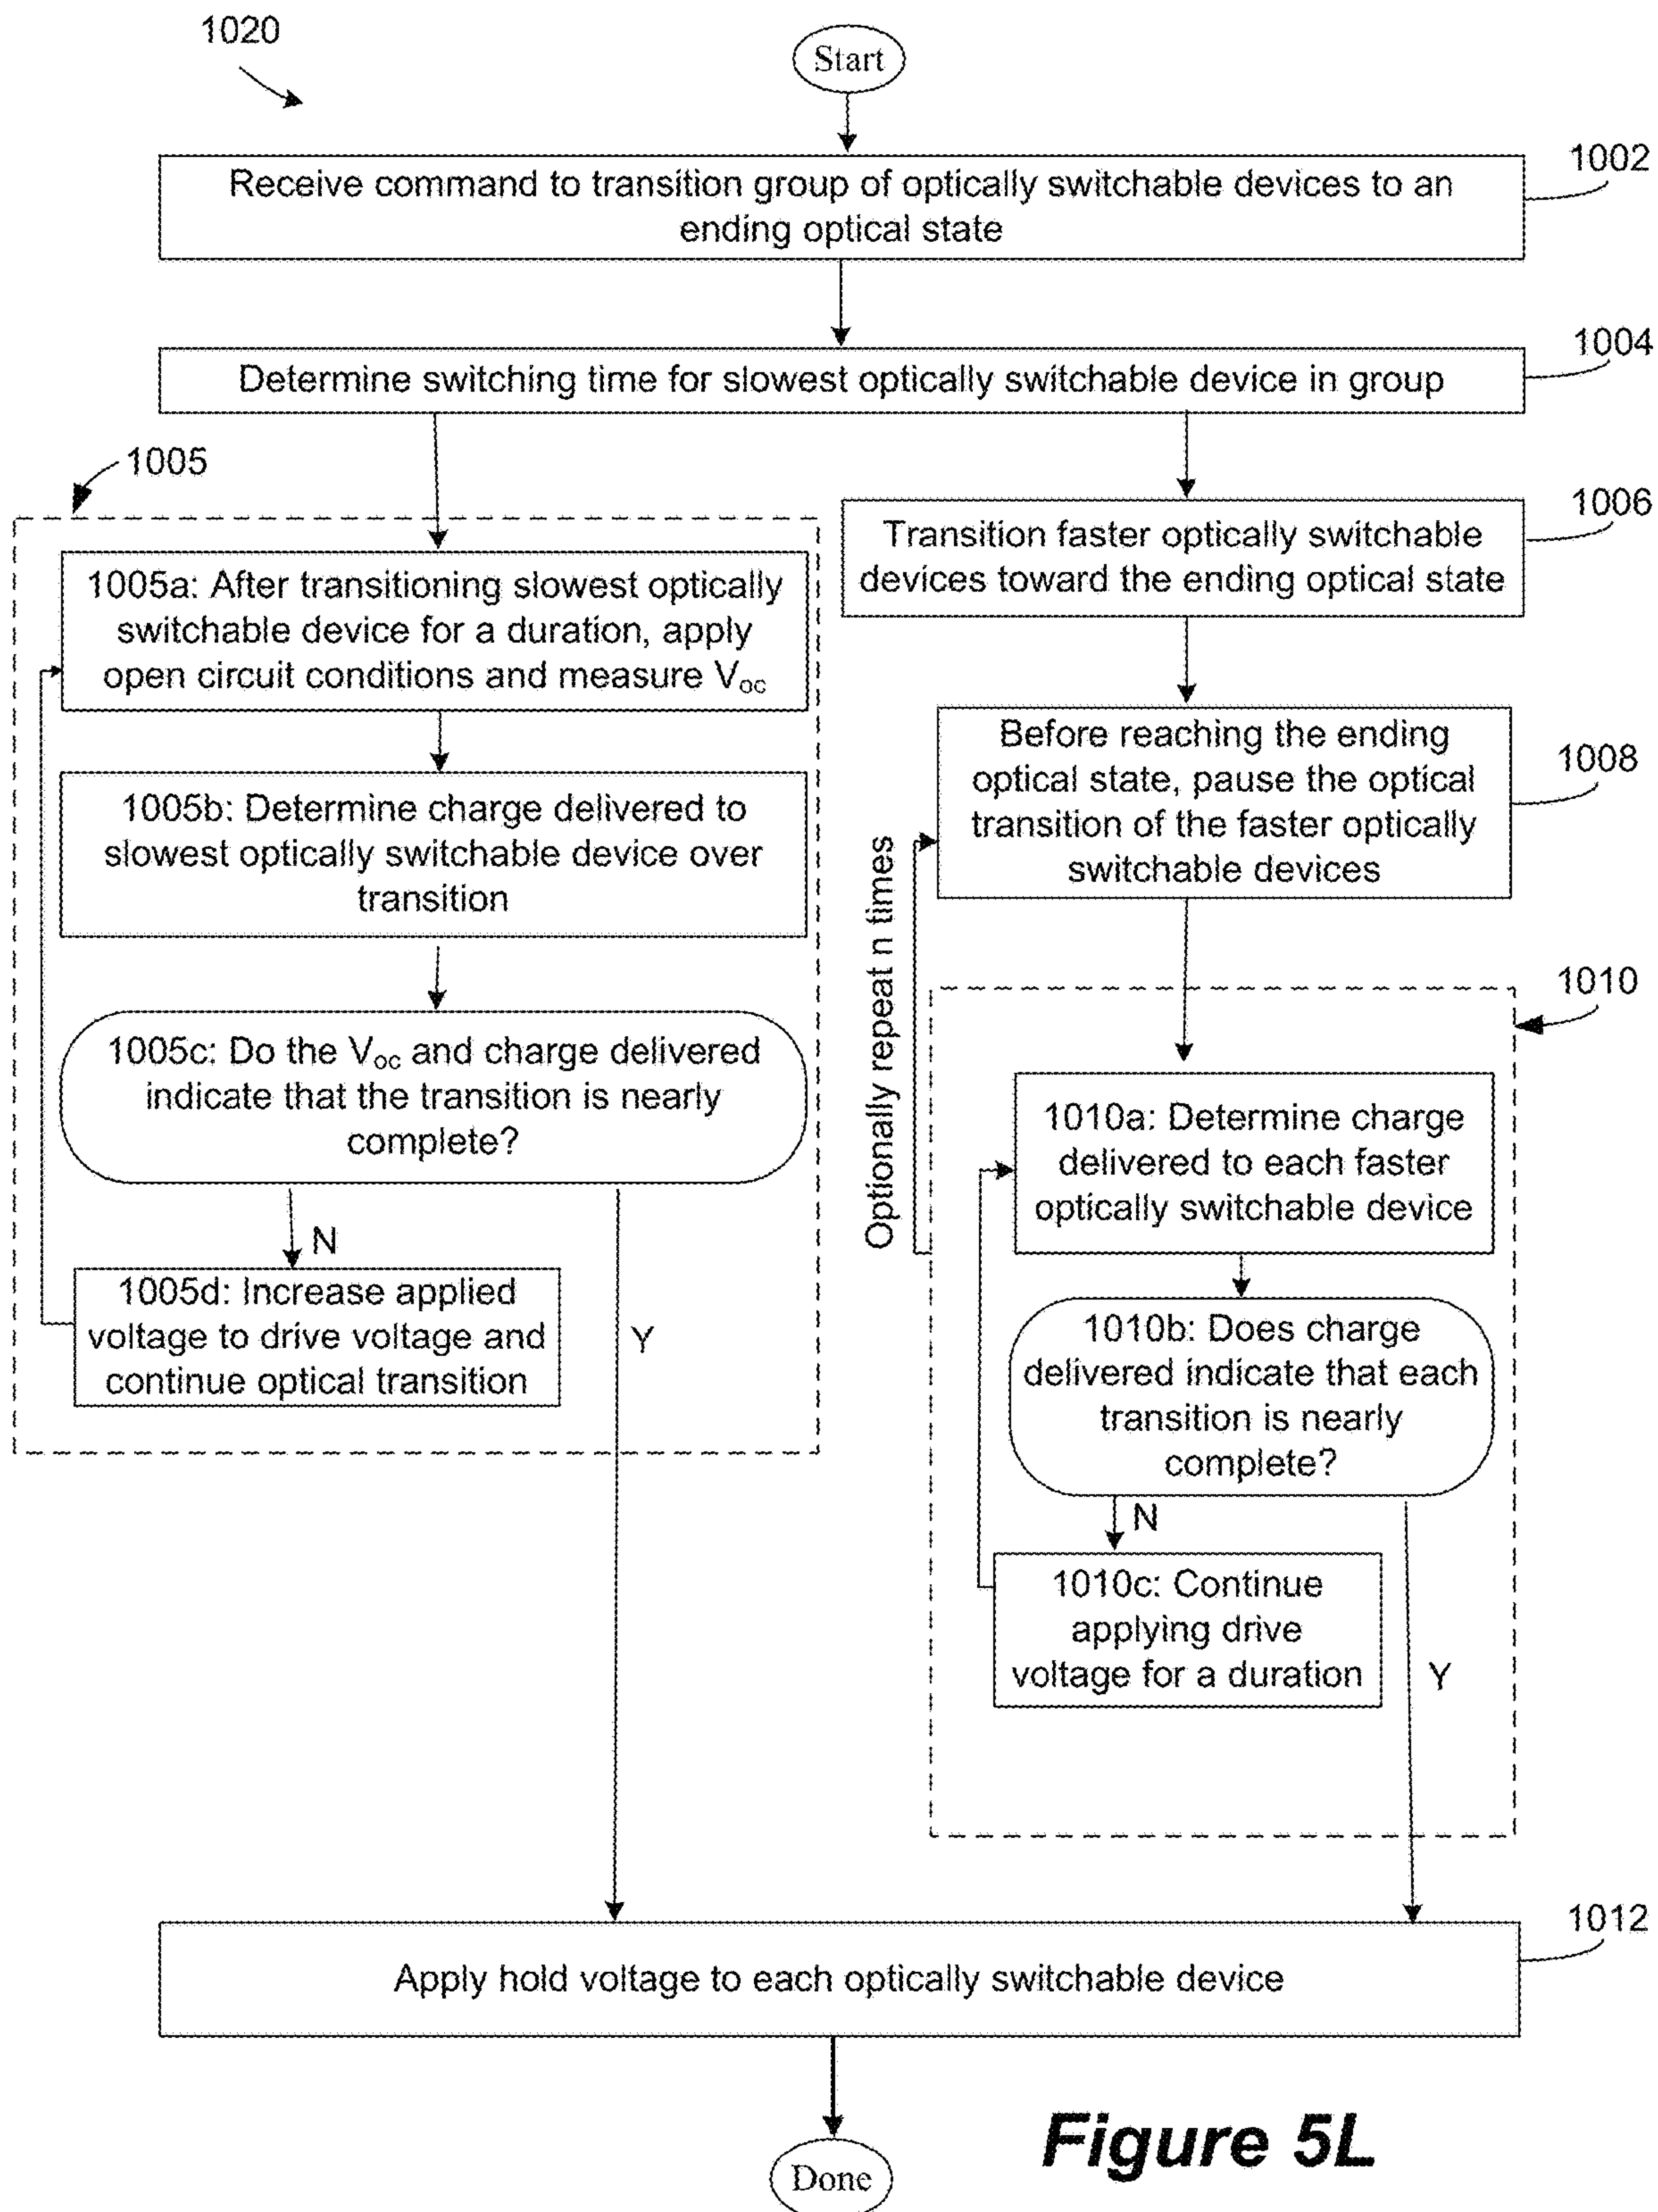 1020
Start
1002
Receive command to transition group of optically switchable devices to an
ending optical state
1004
Determine switching time for slowest optically switchable device in group
1005
1005a: After transitioning slowest optically
switchable device for a duration, apply
open circuit conditions and measure Voc
1005b: Determine charge delivered to
slowest optically switchable device over
transition
1005c: Do the Voc and charge delivered
indicate that the transition is nearly
complete?
N
Y
1005d: Increase applied
voltage to drive voltage and
continue optical transition
1006
Transition faster optically switchable
devices toward the ending optical state
1008
Before reaching the ending
optical state, pause the optical
transition of the faster optically
switchable devices
Optionally repeat n times
1010
1010a: Determine charge
delivered to each faster
optically switchable device
1010b: Does charge
delivered indicate that each
transition is nearly
complete?
N
1010c: Continue
applying drive
voltage for a duration
Y
1012
Apply hold voltage to each optically switchable device
Done
Figure 5L